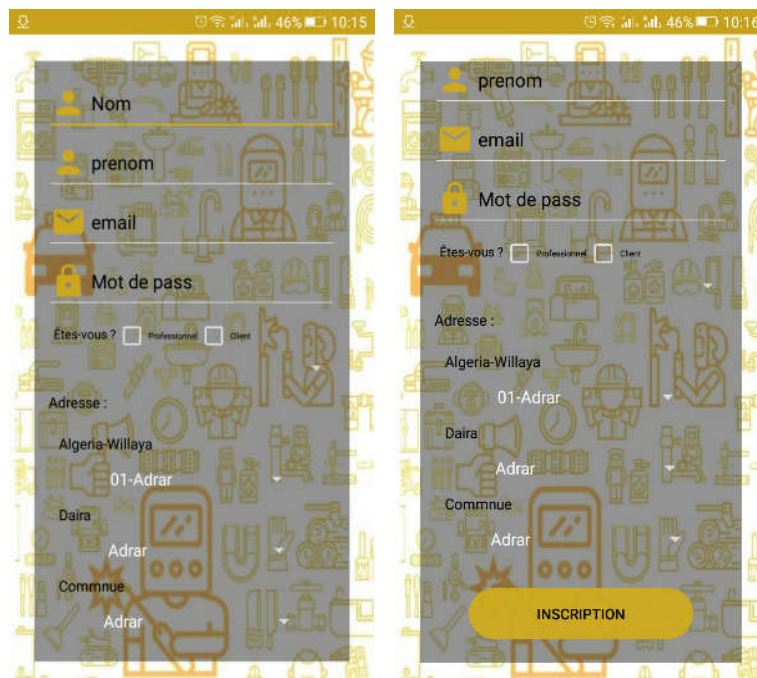 46% 10:15
Nom
prenom
email
Mot de pass
Êtes-vous ? Professionnel Client
Adresse :
Algeria-Willaya
01-Adrar
Daira
Adrar
Commnue
Adrar
46% 10:16
prenom
email
Mot de pass
Êtes-vous ? Professionnel Client
Adresse :
Algeria-Willaya
01-Adrar
Daira
Adrar
Commnue
Adrar
INSCRIPTION